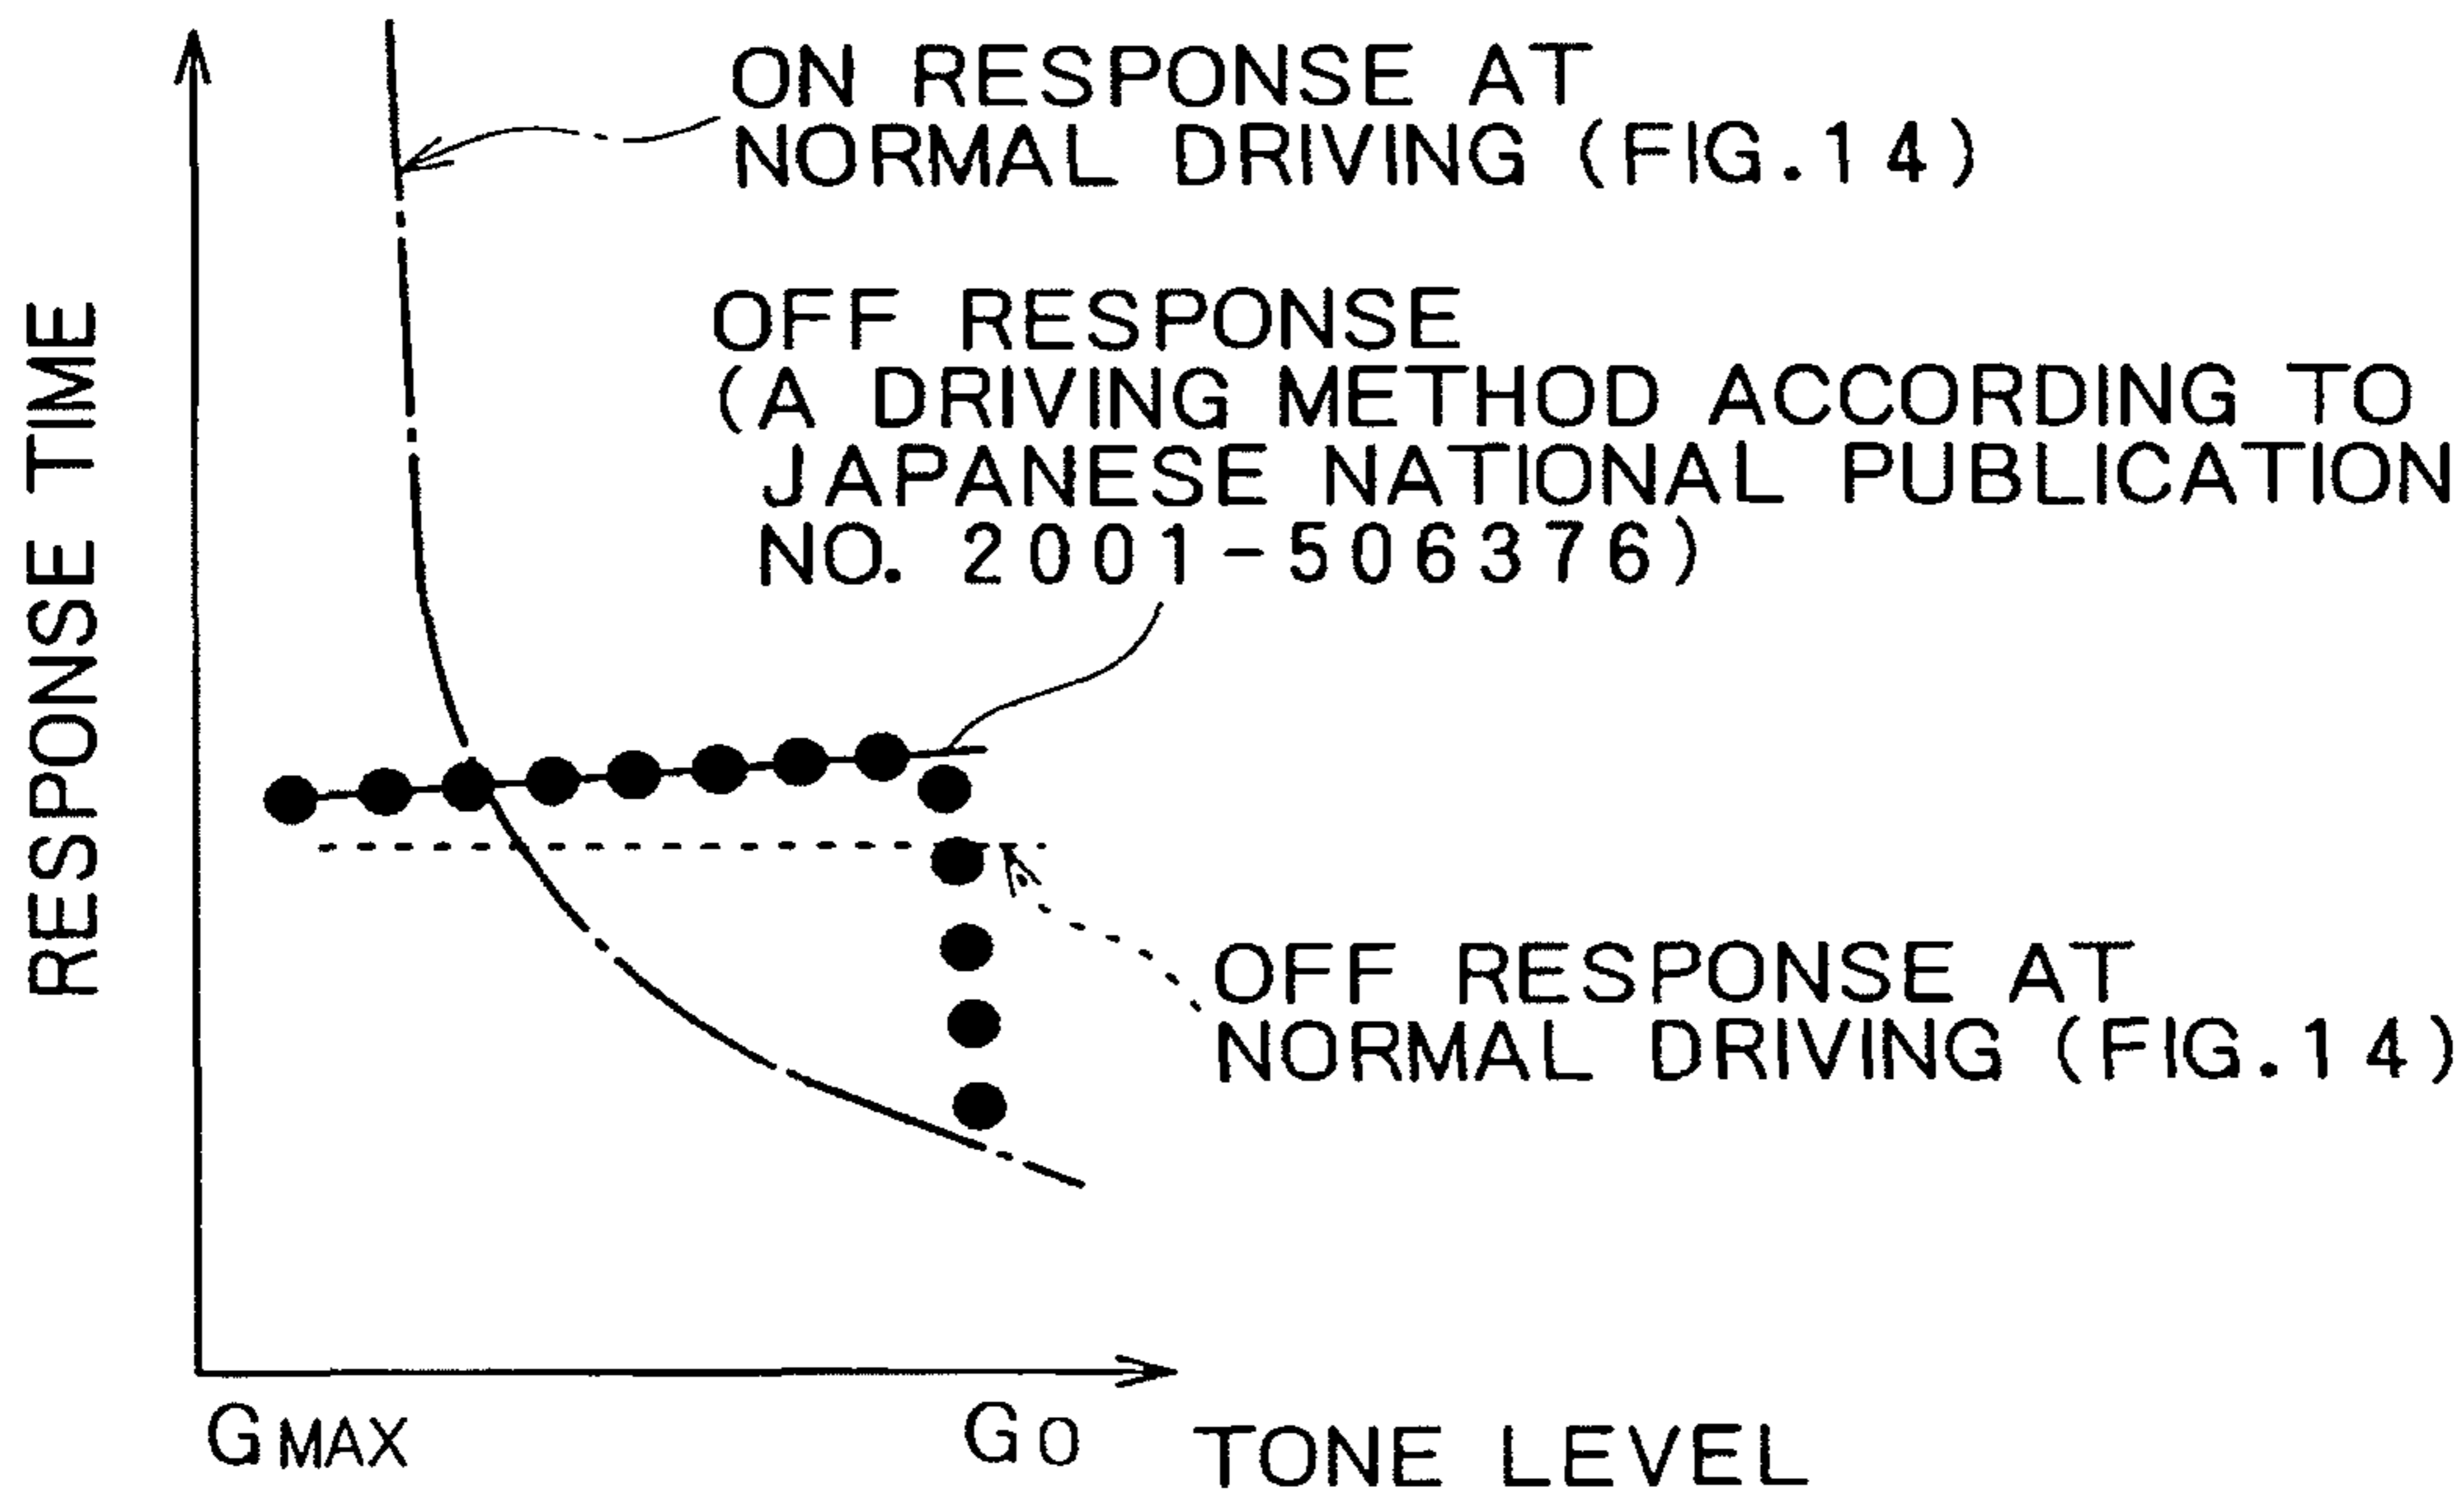 ON RESPONSE AT
NORMAL DRIVING (FIG.14)
OFF RESPONSE
(A DRIVING METHOD ACCORDING TO
JAPANESE NATIONAL PUBLICATION
NO. 2001-506376)
RESPONSE TIME
OFF RESPONSE AT
NORMAL DRIVING (FIG.14)
GMAX
G0
TONE LEVEL